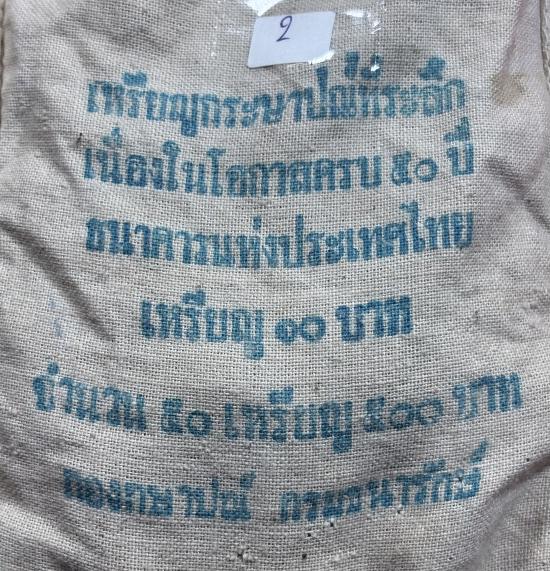 2
เหรียญกระษาปณ์ที่ระลึก
เนื่องในโอกาสครบ ๕๐ ปี
ธนาคารแห่งประเทศไทย
เหรียญ ๑๐ บาท
จำนวน ๕๐ เหรียญ ๕๐๐ บาท
กองกษาปณ์ กรมธนารักษ์